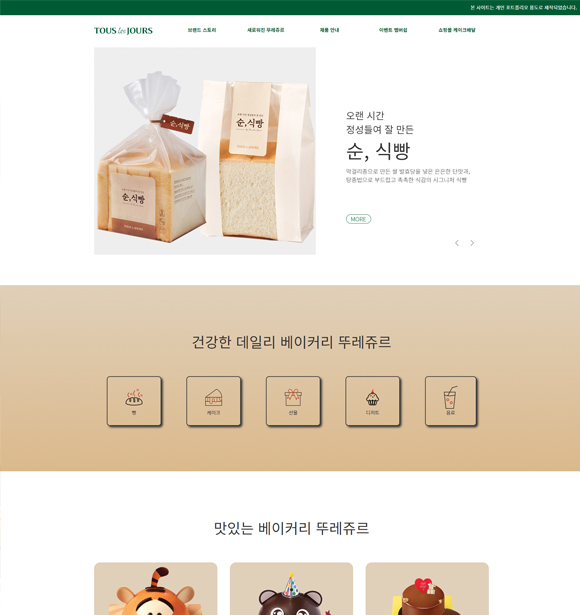 본 사이트는 개인 포트폴리오 용도로 제작되었습니다.
TOUS les JOURS
브랜드 스토리
새로워진 뚜레쥬르
제품 안내
이벤트 멤버쉽
쇼핑몰 케이크배달
순, 식빵
순, 식빵
순, 식빵
오랜 시간
정성들여 잘 만든
순, 식빵
막걸리종으로 만든 쌀 발효당을 넣은 은은한 단맛과,
탕종법으로 부드럽고 촉촉한 식감의 시그니처 식빵
MORE
건강한 데일리 베이커리 뚜레쥬르
빵
케이크
선물
디저트
음료
맛있는 베이커리 뚜레쥬르